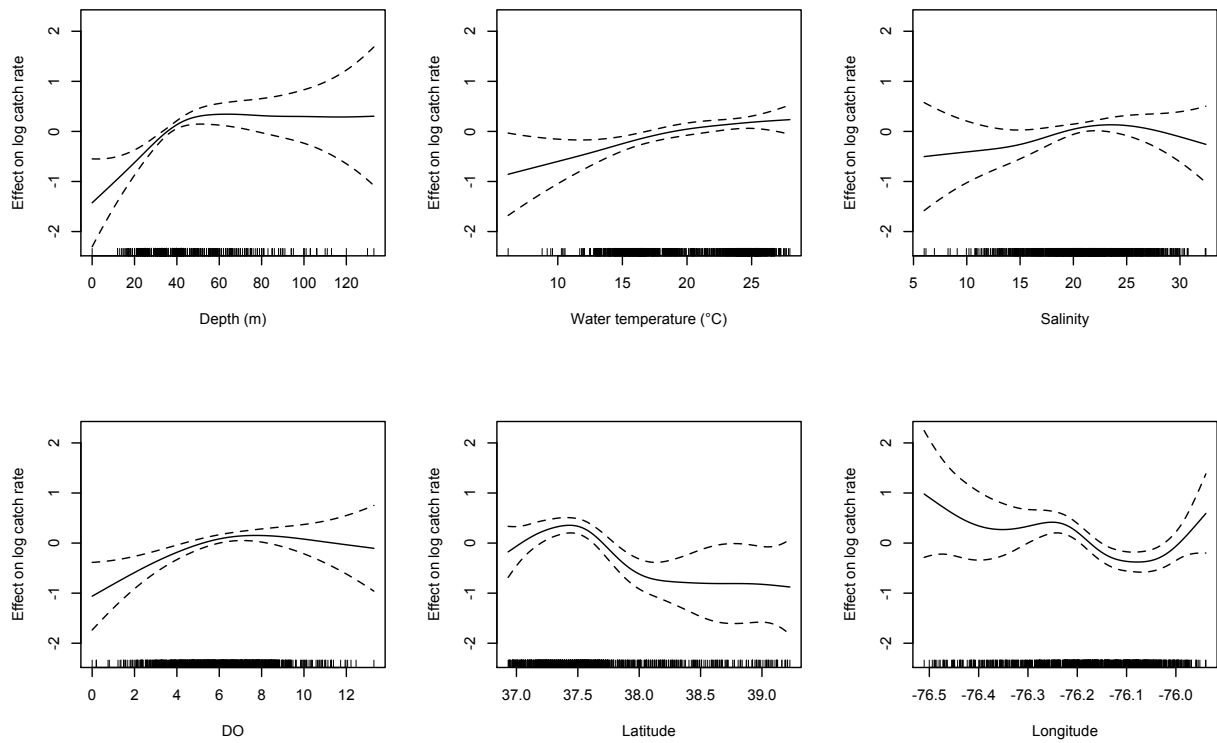 2
1
0
-1
-2
Effect on log catch rate
0 20 40 60 80 100 120
Depth (m)
2
1
0
-1
-2
Effect on log catch rate
10 15 20 25
Water temperature (°C)
2
1
0
-1
-2
Effect on log catch rate
5 10 15 20 25 30
Salinity
2
1
0
-1
-2
Effect on log catch rate
0 2 4 6 8 10 12
DO
2
1
0
-1
-2
Effect on log catch rate
37.0 37.5 38.0 38.5 39.0
Latitude
2
1
0
-1
-2
Effect on log catch rate
-76.5 -76.4 -76.3 -76.2 -76.1 -76.0
Longitude